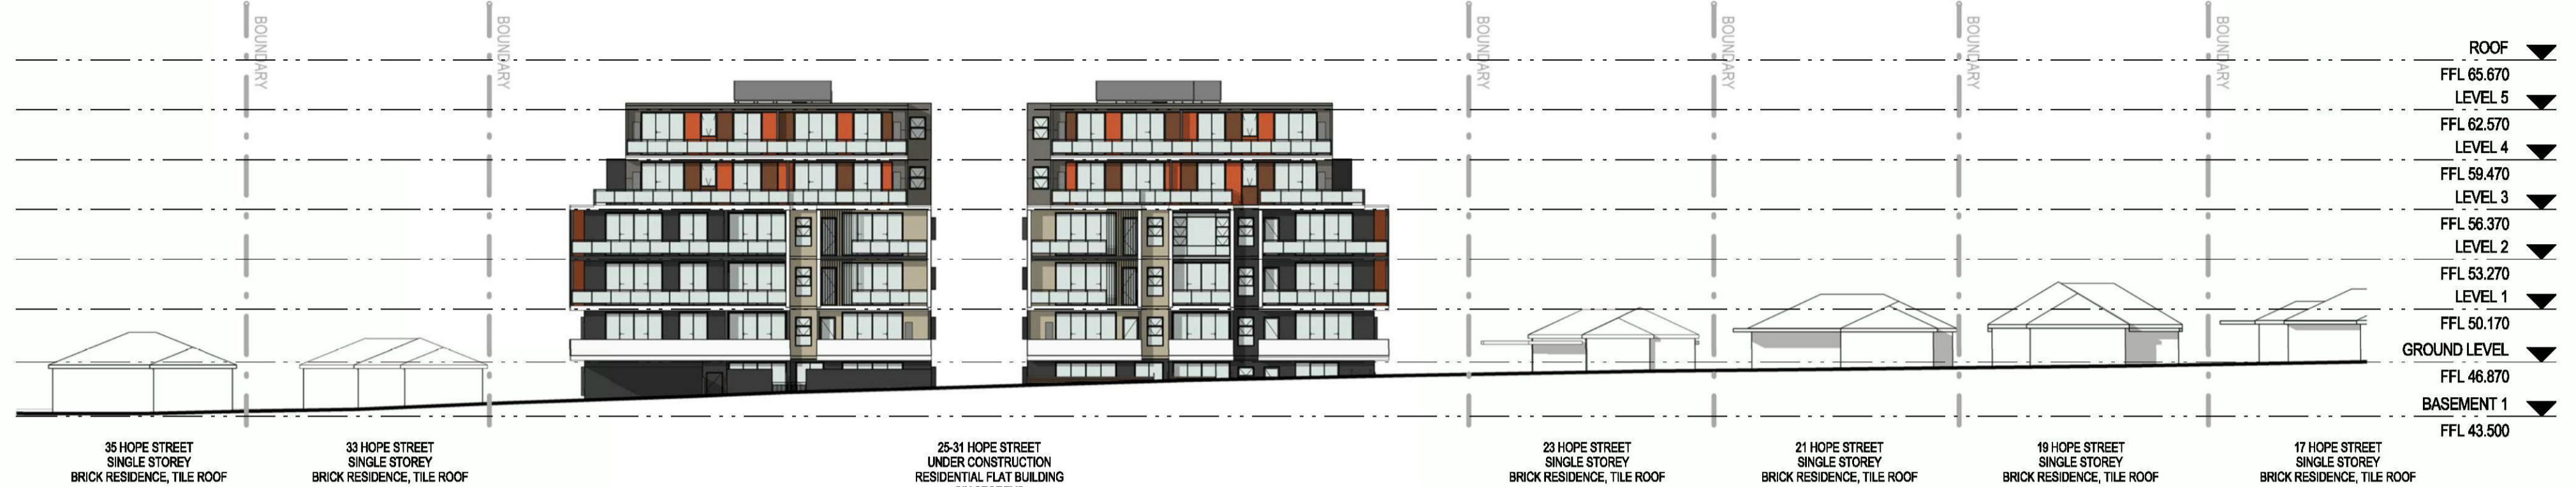 BOUNDARY
BOUNDARY
BOUNDARY
BOUNDARY
BOUNDARY
BOUNDARY
ROOF
FFL 65.670
LEVEL 5
FFL 62.570
LEVEL 4
FFL 59.470
LEVEL 3
FFL 56.370
LEVEL 2
FFL 53.270
LEVEL 1
FFL 50.170
GROUND LEVEL
FFL 46.870
BASEMENT 1
FFL 43.500
35 HOPE STREET
SINGLE STOREY
BRICK RESIDENCE, TILE ROOF
33 HOPE STREET
SINGLE STOREY
BRICK RESIDENCE, TILE ROOF
25-31 HOPE STREET
UNDER CONSTRUCTION
RESIDENTIAL FLAT BUILDING
23 HOPE STREET
SINGLE STOREY
BRICK RESIDENCE, TILE ROOF
21 HOPE STREET
SINGLE STOREY
BRICK RESIDENCE, TILE ROOF
19 HOPE STREET
SINGLE STOREY
BRICK RESIDENCE, TILE ROOF
17 HOPE STREET
SINGLE STOREY
BRICK RESIDENCE, TILE ROOF